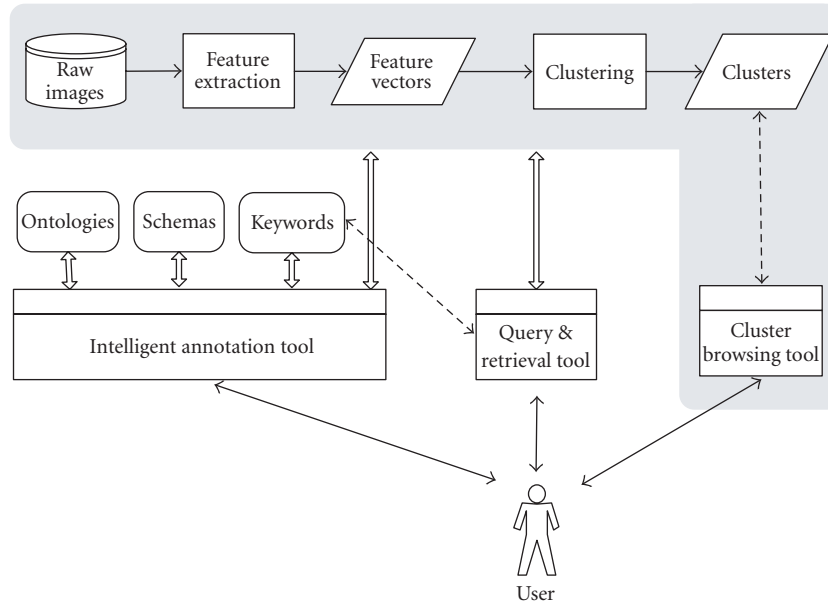 Raw
images
Feature
extraction
Feature
vectors
Clustering
Clusters
Ontologies
Schemas
Keywords
Intelligent annotation tool
Query &
retrieval tool
Cluster
browsing tool
User